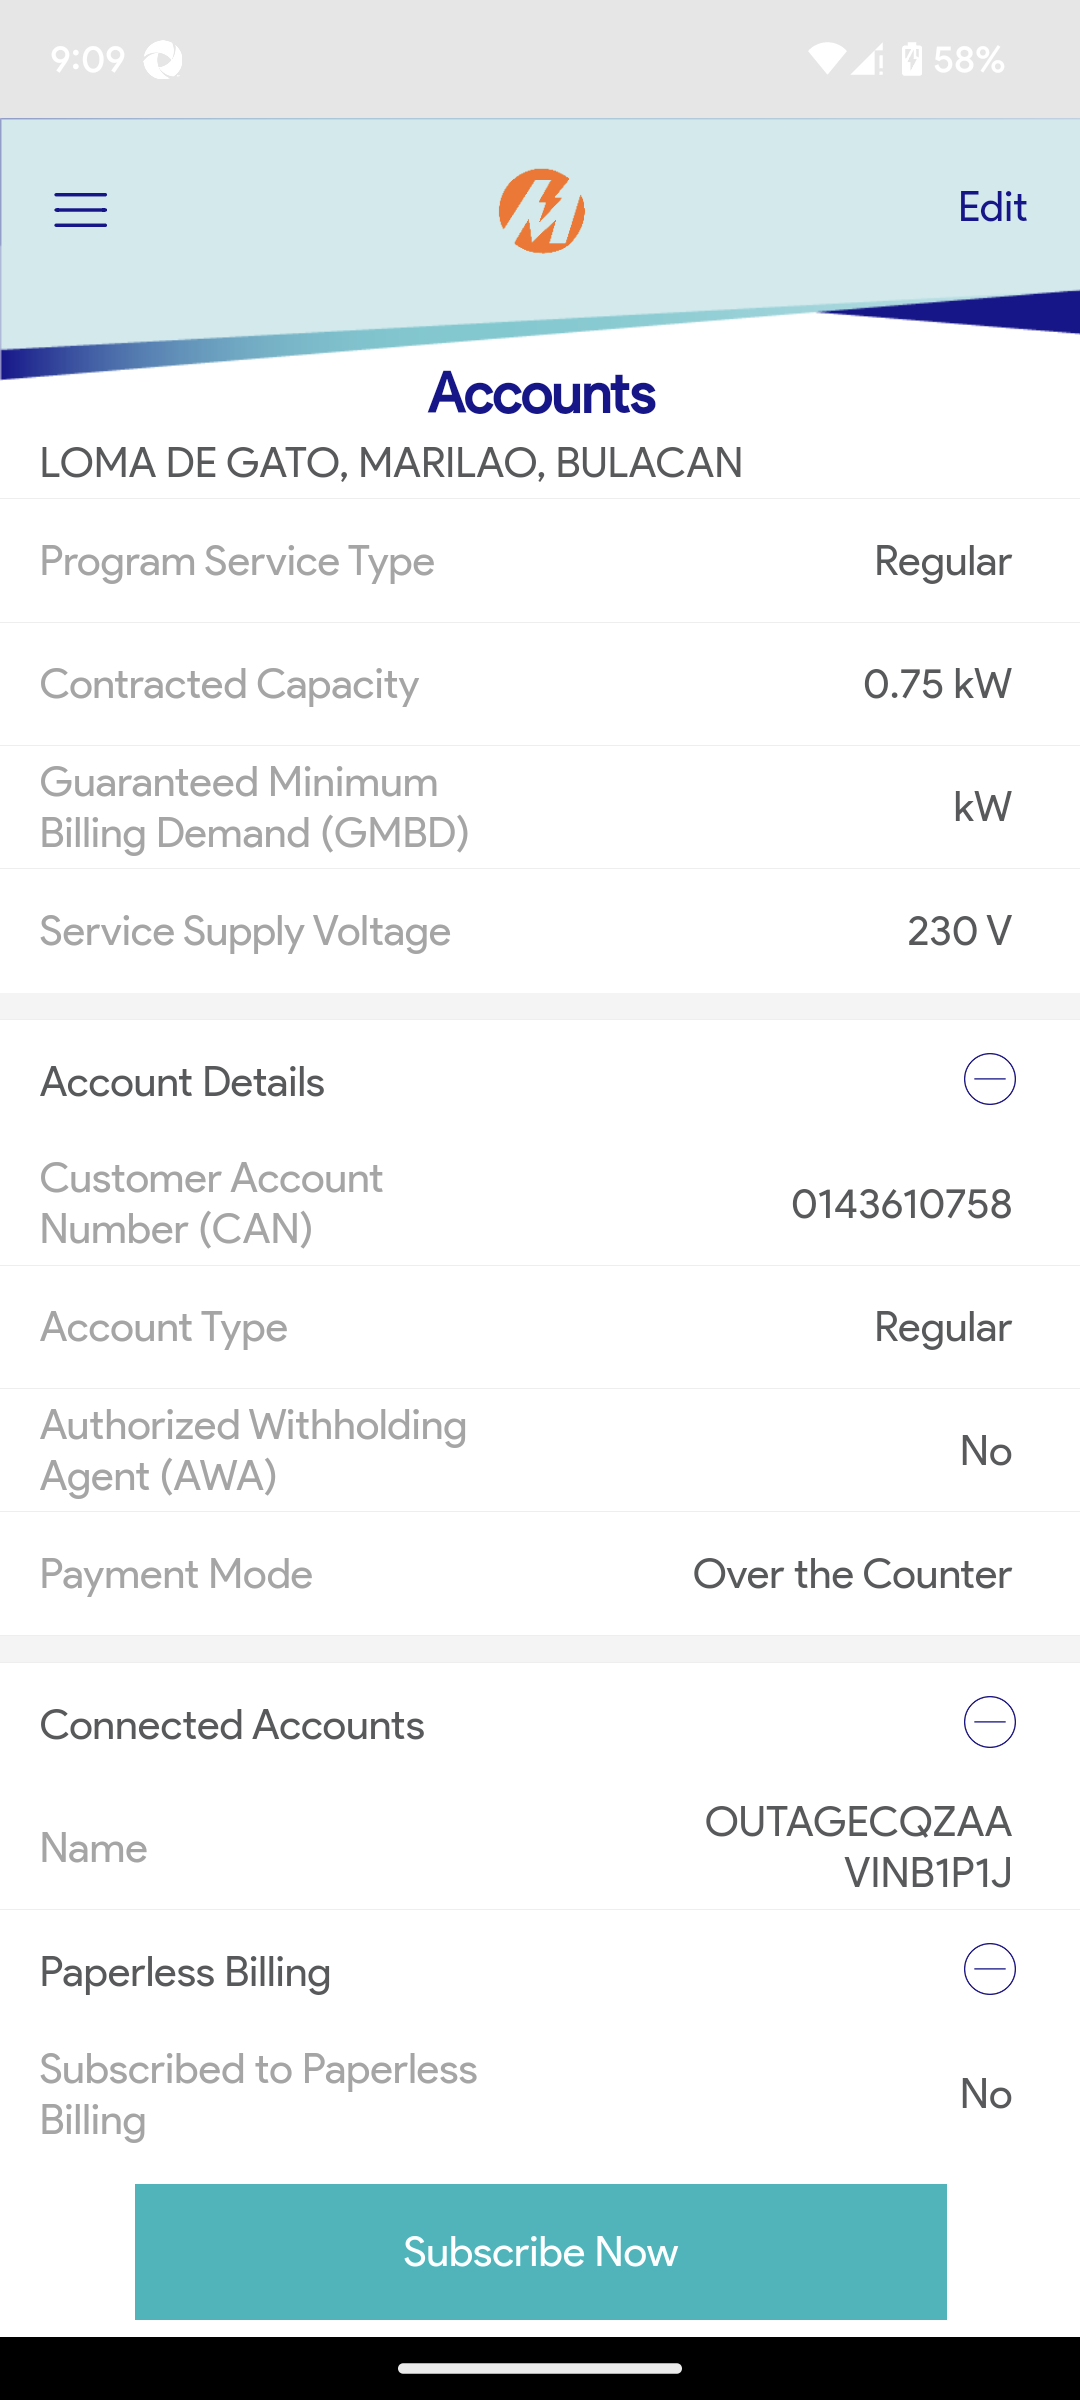 9:09
58%
Edit
Accounts
LOMA DE GATO, MARILAO, BULACAN
Program Service Type
Regular
Contracted Capacity
0.75 kW
Guaranteed Minimum
Billing Demand (GMBD)
kW
Service Supply Voltage
230 V
Account Details
Customer Account
Number (CAN)
0143610758
Account Type
Regular
Authorized Withholding
Agent (AWA)
No
Payment Mode
Over the Counter
Connected Accounts
Name
OUTAGECQZAA
VINB1P1J
Paperless Billing
Subscribed to Paperless
Billing
No
Subscribe Now